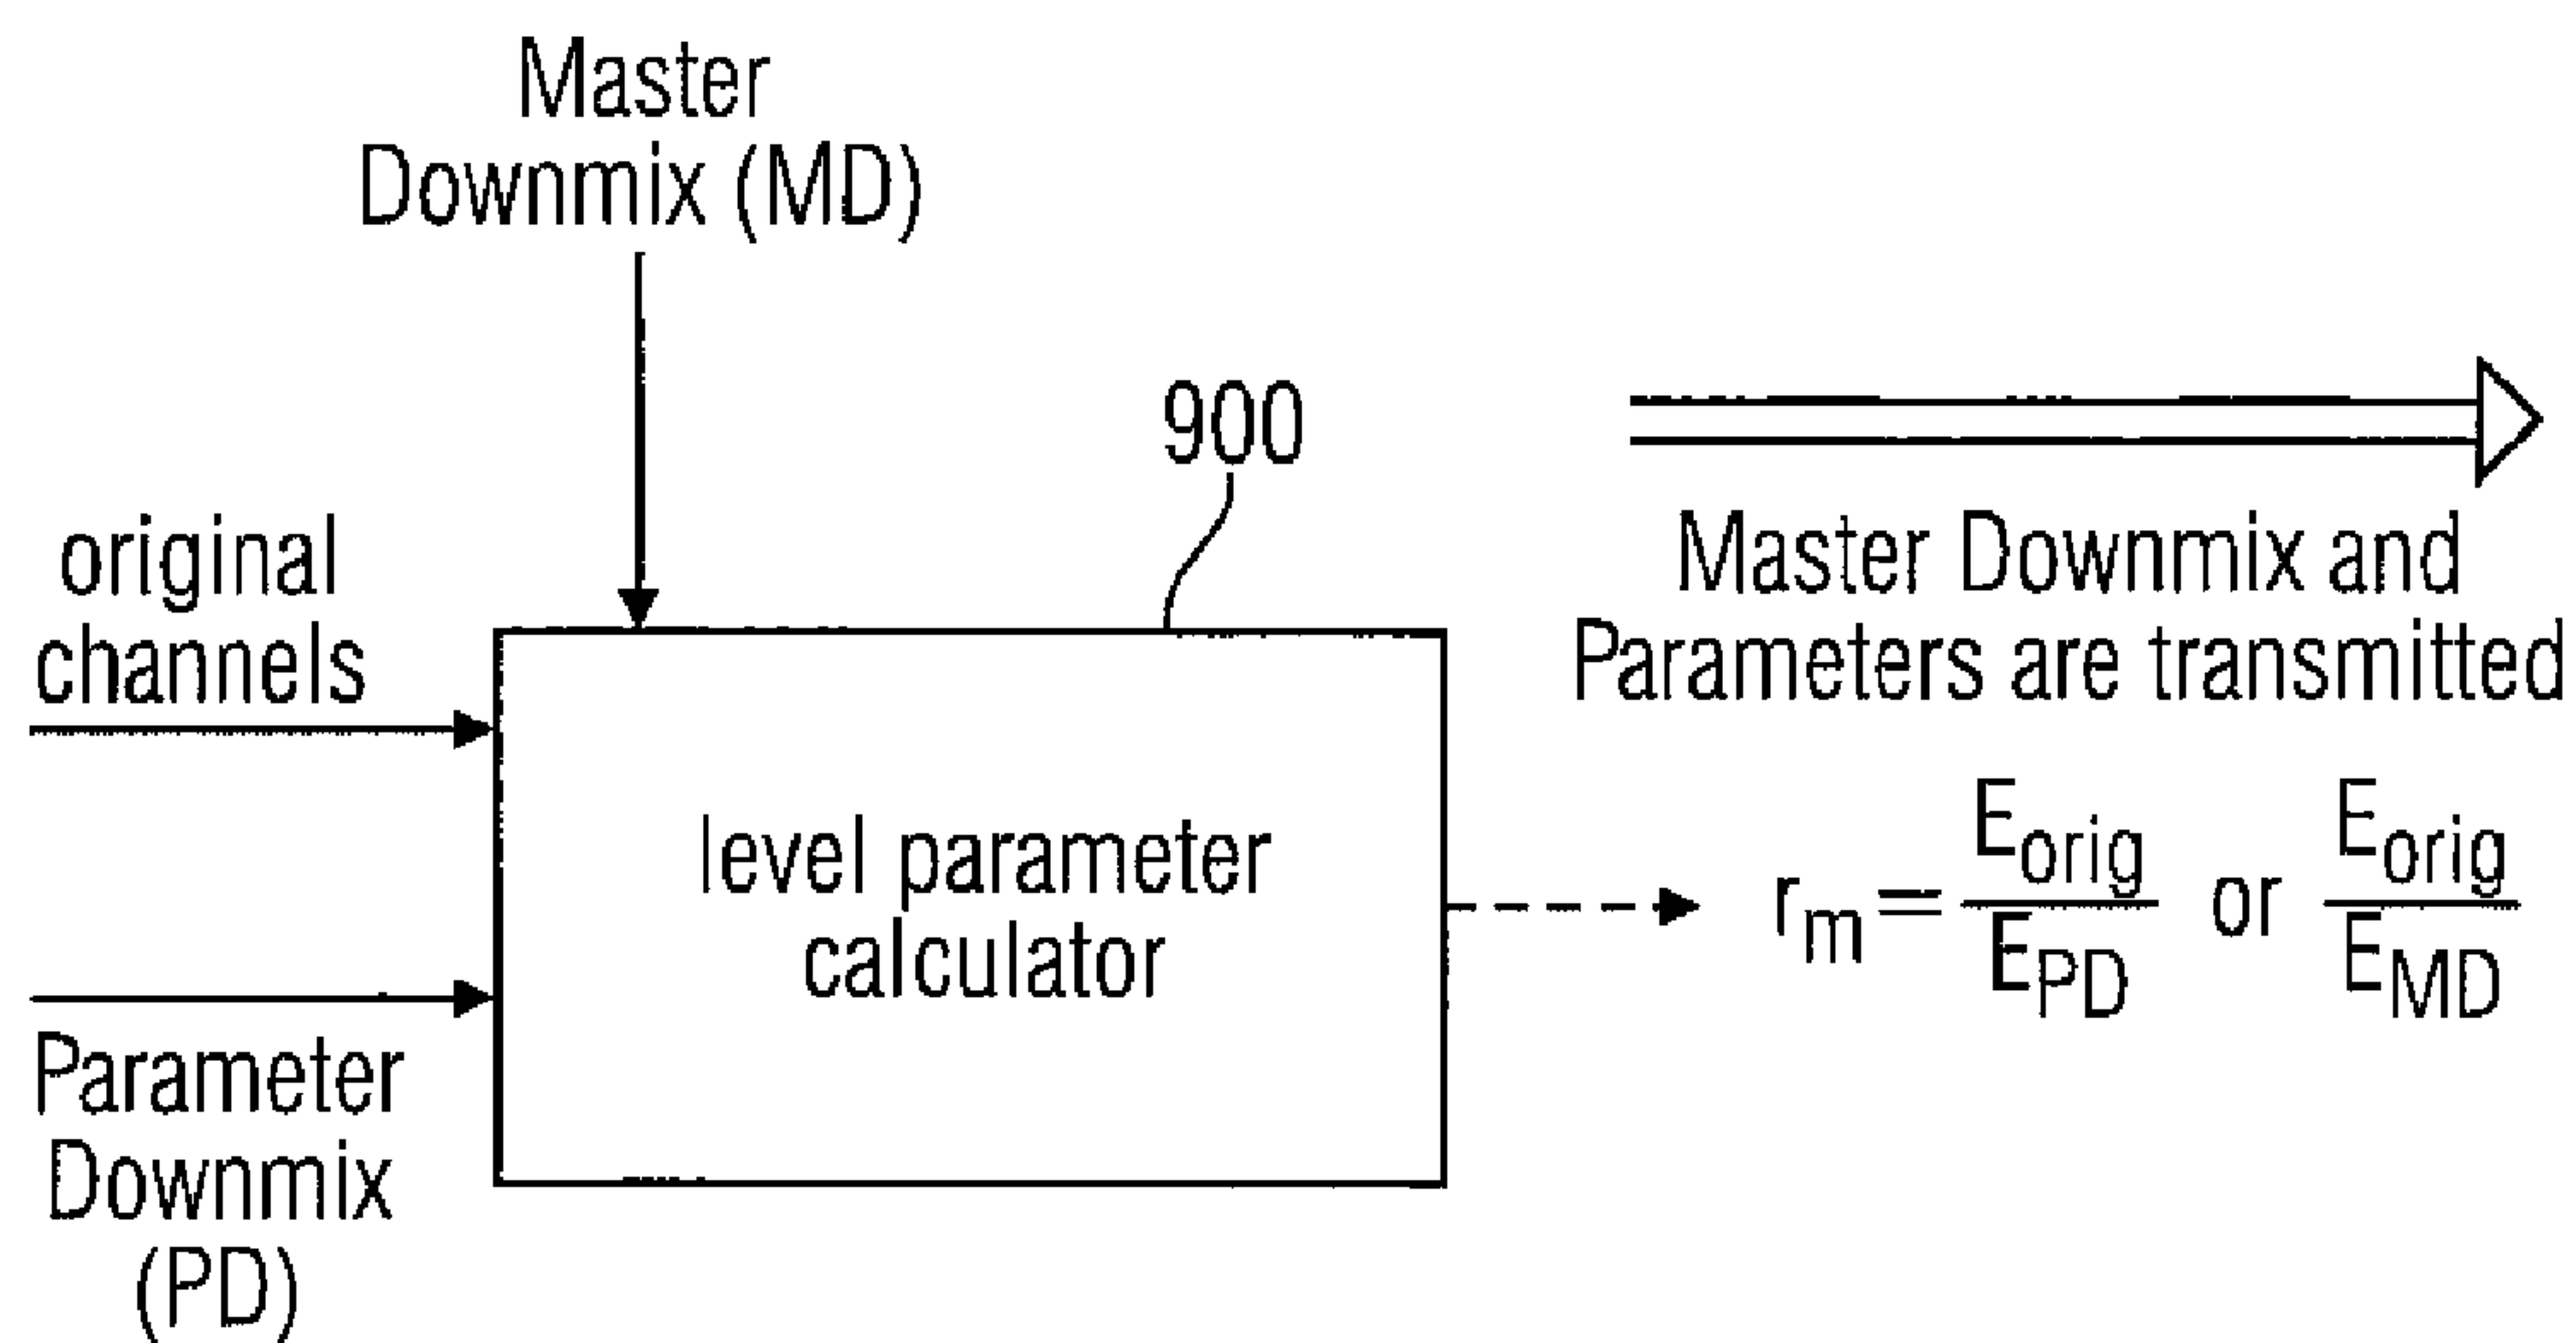 Master
Downmix (MD)
900
original
channels
Master Downmix and
Parameters are transmitted
level parameter
calculator
r_m = E_orig / E_PD or E_orig / E_MD
Parameter
Downmix
(PD)